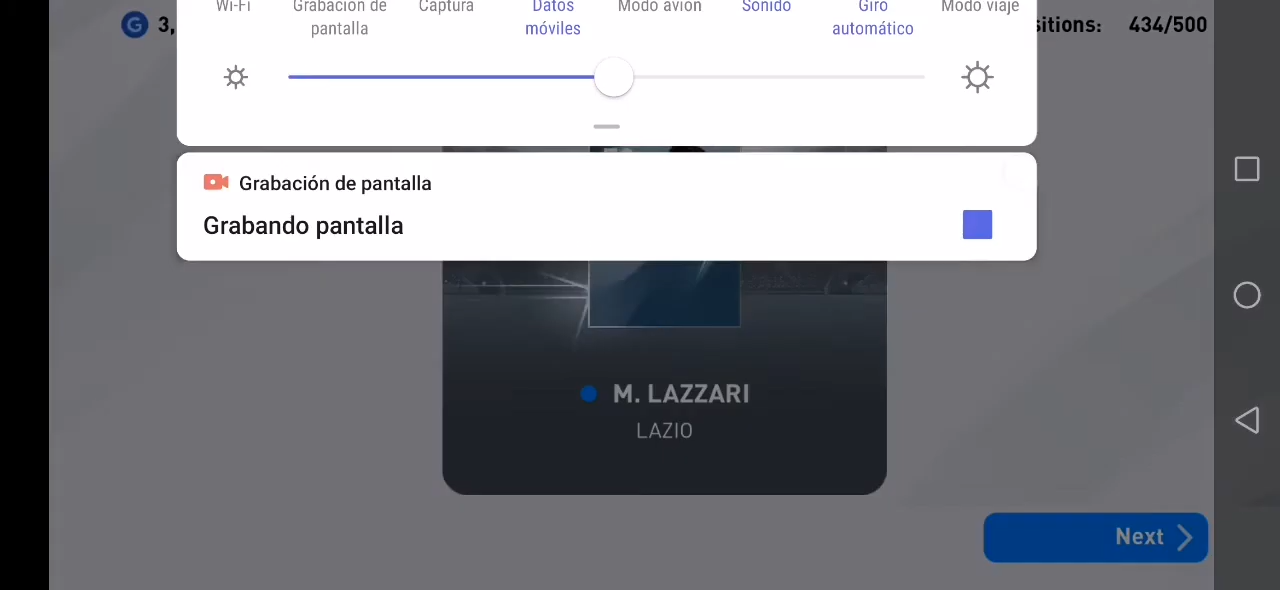 Wi-Fi Grabación de pantalla Captura Datos móviles Modo avión Sonido Giro automático Modo viaje
G 3,
sitions: 434/500
Grabación de pantalla
Grabando pantalla
M. LAZZARI
LAZIO
Next